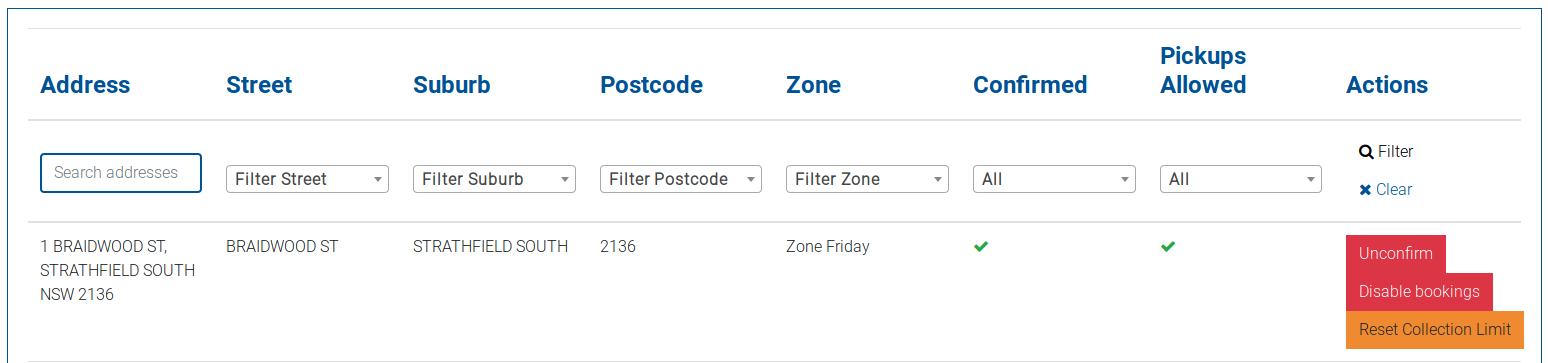 Address Street Suburb Postcode Zone Confirmed Pickups Allowed Actions
Search addresses Filter Street Filter Suburb Filter Postcode Filter Zone All All Filter
Clear
1 BRAIDWOOD ST, BRAIDWOOD ST STRATHFIELD SOUTH 2136 Zone Friday Unconfirm
STRATHFIELD SOUTH Disable bookings
NSW 2136 Reset Collection Limit